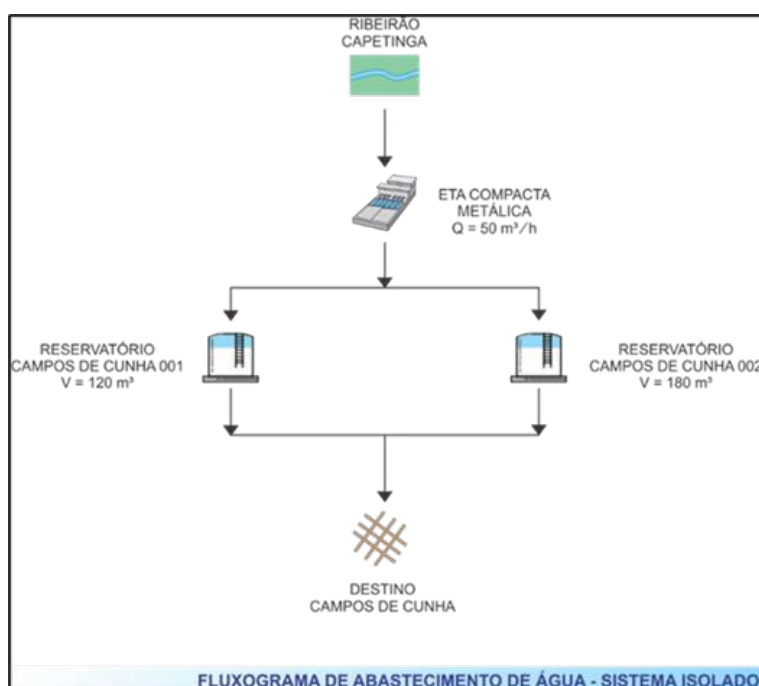 RIBEIRÃO
CAPETINGA
ETA COMPACTA
METÁLICA
Q = 50 m³/h
RESERVATÓRIO
CAMPOS DE CUNHA 001
V = 120 m³
RESERVATÓRIO
CAMPOS DE CUNHA 002
V = 180 m³
DESTINO
CAMPOS DE CUNHA
FLUXOGRAMA DE ABASTECIMENTO DE ÁGUA - SISTEMA ISOLADO